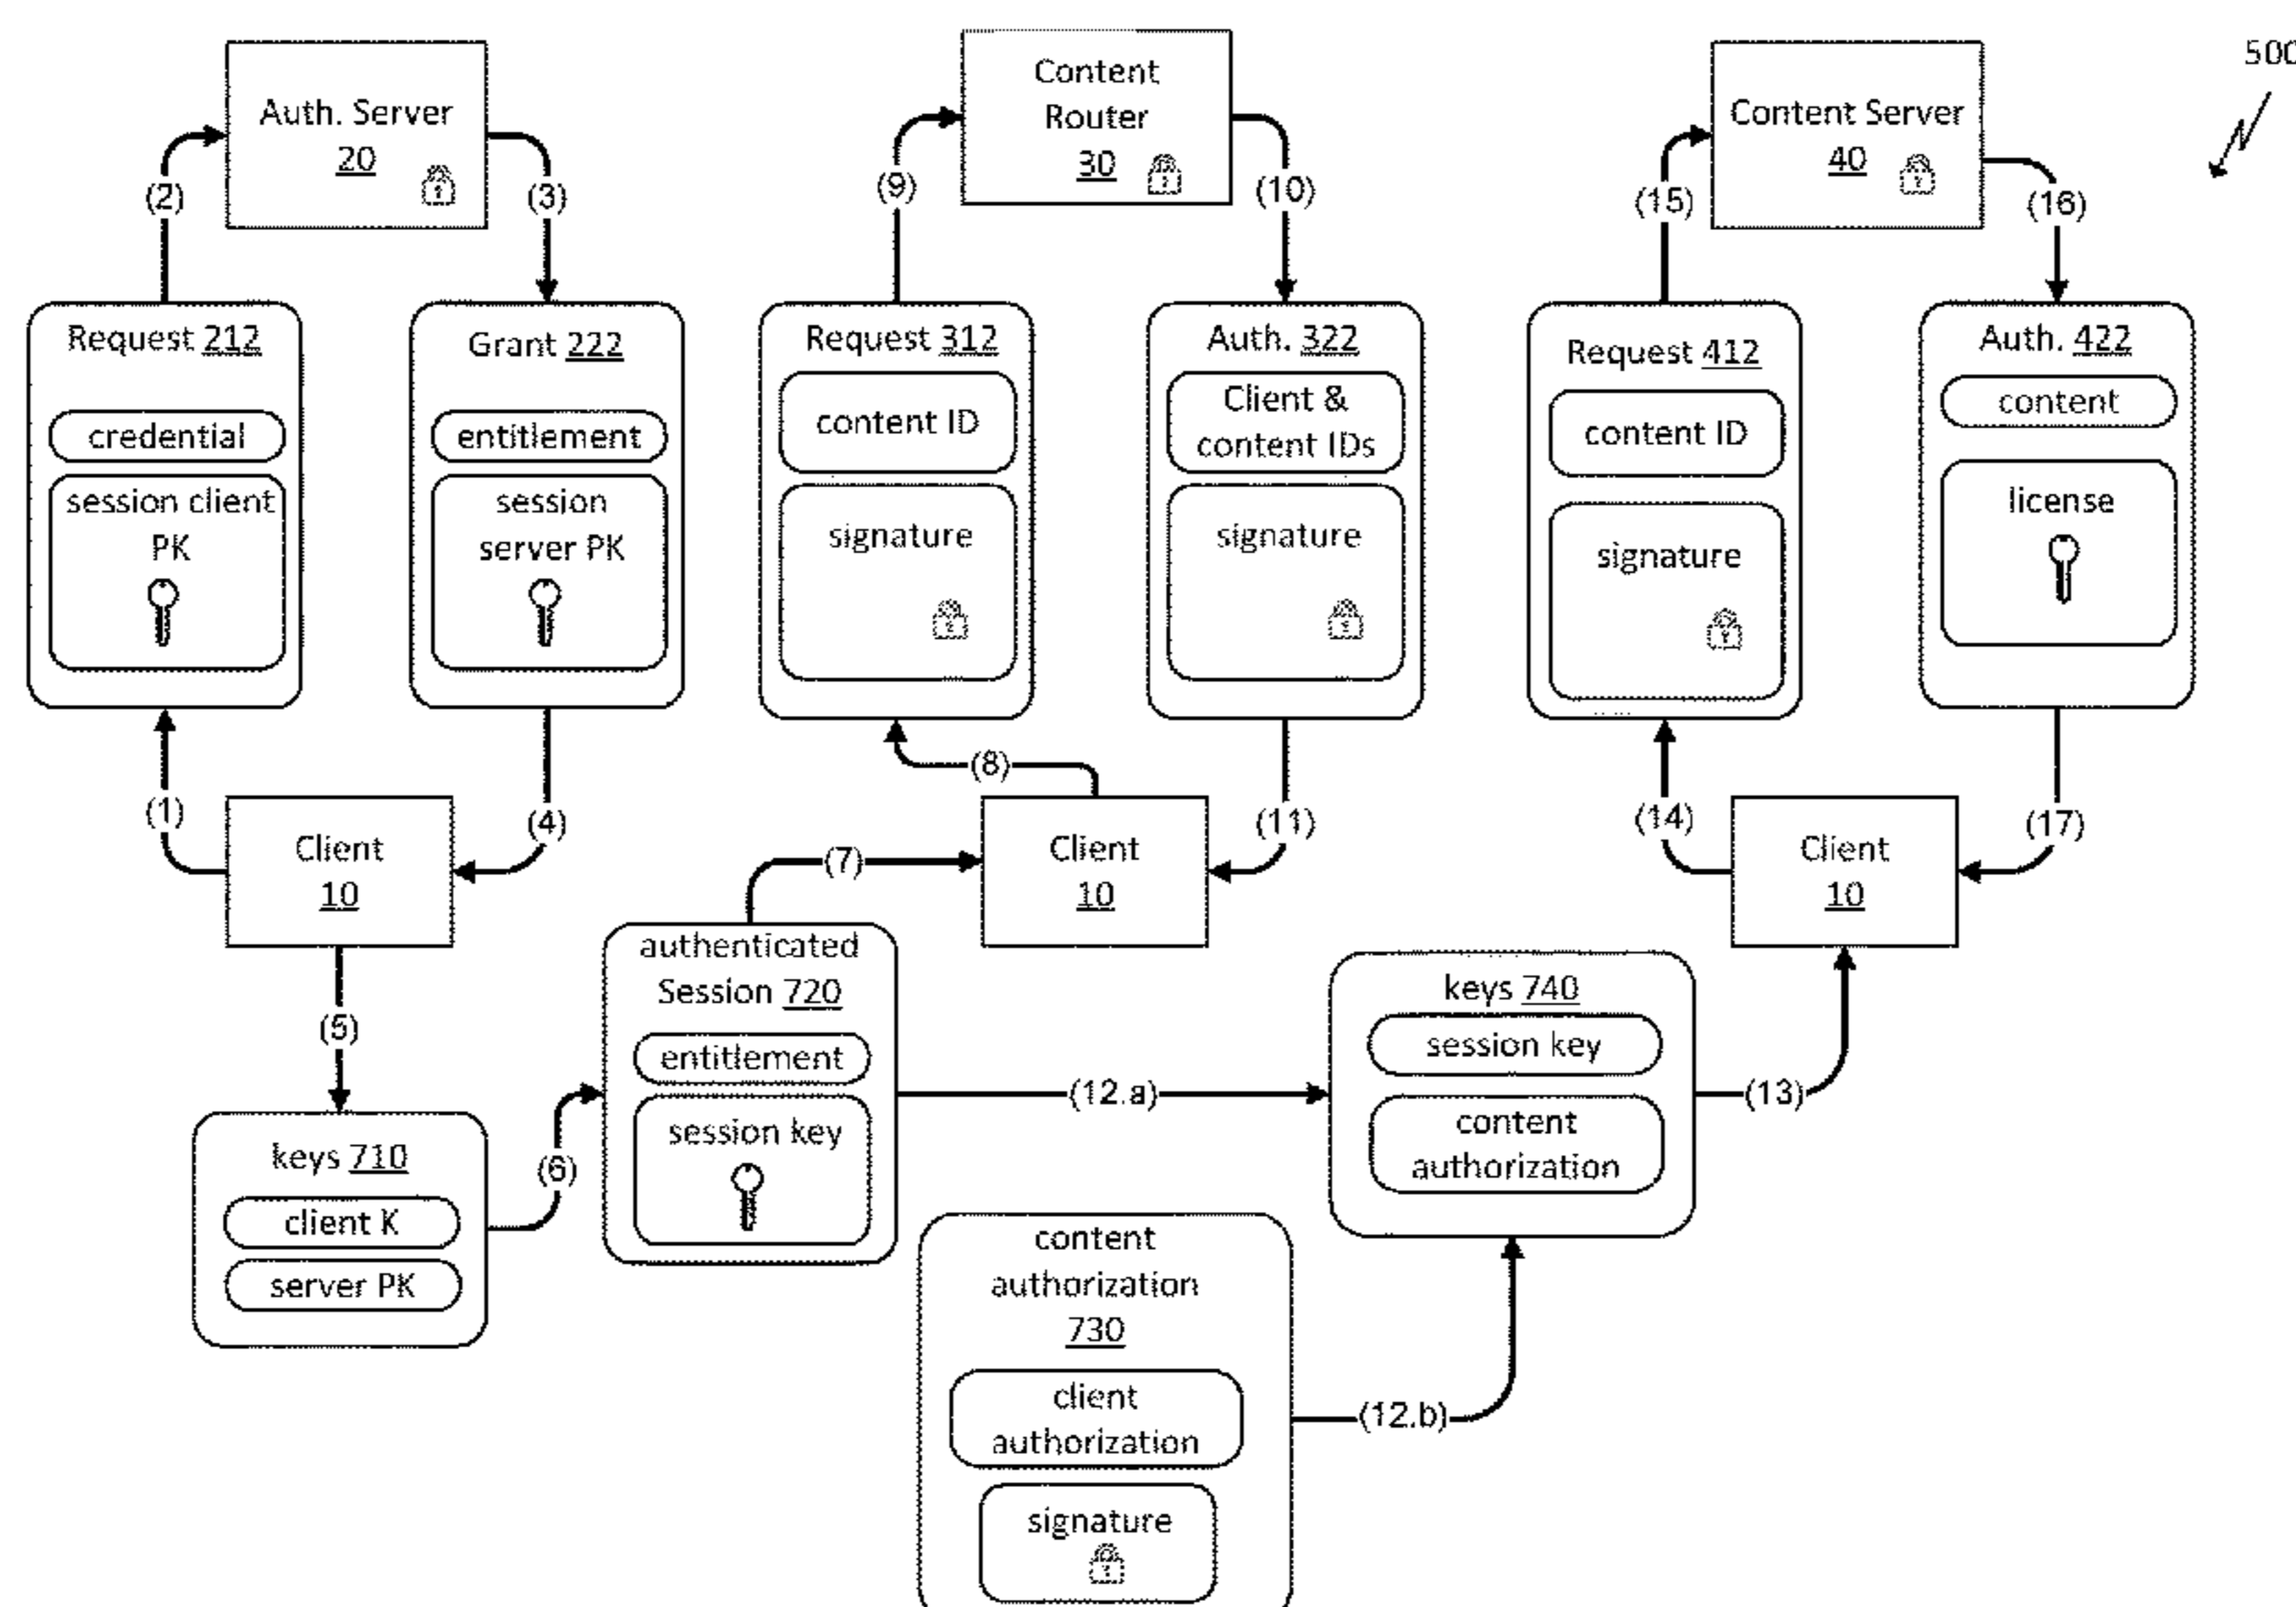 500
Auth. Server
20
Content
Router
30
Content Server
40
(2)
(3)
(9)
(10)
(15)
(16)
Request 212
credential
session client
PK
Grant 222
entitlement
session
server PK
Request 312
content ID
signature
Auth. 322
Client &
content IDs
signature
Request 412
content ID
signature
Auth. 422
content
license
(1)
(4)
(8)
(11)
(14)
(17)
Client
10
(7)
Client
10
Client
10
(5)
authenticated
Session 720
entitlement
session key
(6)
keys 710
client K
server PK
(12.a)
keys 740
session key
content
authorization
(13)
content
authorization
730
client
authorization
signature
(12.b)